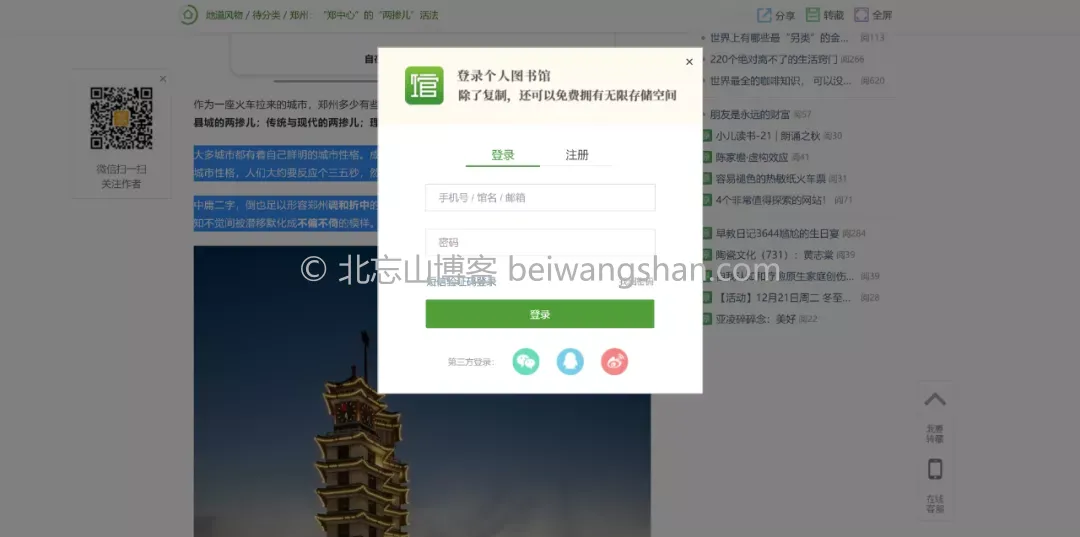 地道风物 / 待分类 / 郑州：“郑中心”的“两掺儿”活法
分享
转藏
全屏
微信扫一扫
关注作者
作为一座火车拉来的城市，郑州多少有些
县城的两掺儿；传统与现代的两掺儿；理
大多城市都有着自己鲜明的城市性格。成
城市性格，人们大约要反应个三五秒，然
中庸二字，倒也足以形容郑州调和折中的
知不觉间被潜移默化成不偏不倚的模样。
×
登录个人图书馆
除了复制，还可以免费拥有无限存储空间
登录
注册
手机号 / 馆名 / 邮箱
密码
短信验证码登录
找回密码
登录
第三方登录：
世界上有哪些最“另类”的金... 阅113
220个绝对离不了的生活窍门 阅266
世界最全的咖啡知识， 可以没... 阅620
朋友是永远的财富 阅57
小儿读书-21 | 颜涌之秋 阅30
陈家瞻·虚构效应 阅41
容易褪色的热敏纸火车票 阅31
4个非常值得探索的网站！ 阅71
早教日记3644尴尬的生日宴 阅284
陶瓷文化（731）：黄志棠 阅39
原生家庭创伤... 阅39
【活动】12月21日周二 冬至... 阅28
亚凌碎碎念：美好 阅22
© 北忘山博客 beiwangshan.com
我要
转藏
在线
客服